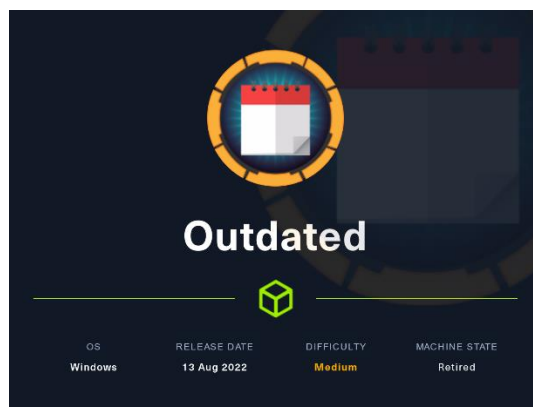 Outdated
OS RELEASE DATE DIFFICULTY MACHINE STATE
Windows 13 Aug 2022 Medium Retired